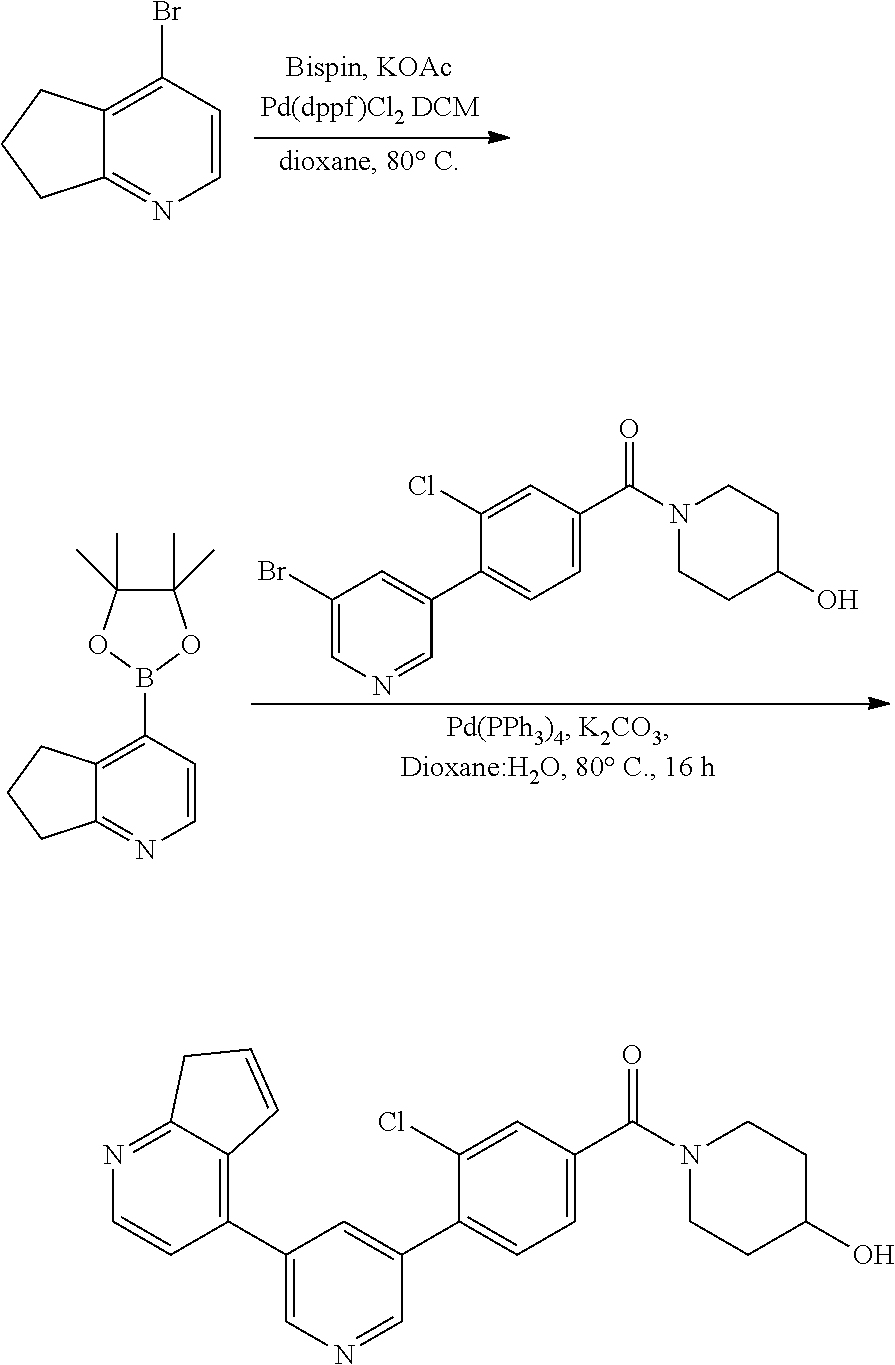 Br
Bispin, KOAc
Pd(dppf)Cl2 DCM
dioxane, 80° C.
N
O
Cl
N
Br
OH
N
O O
B
Pd(PPh3)4, K2CO3,
Dioxane:H2O, 80° C., 16 h
N
O
Cl
N
N
OH
N